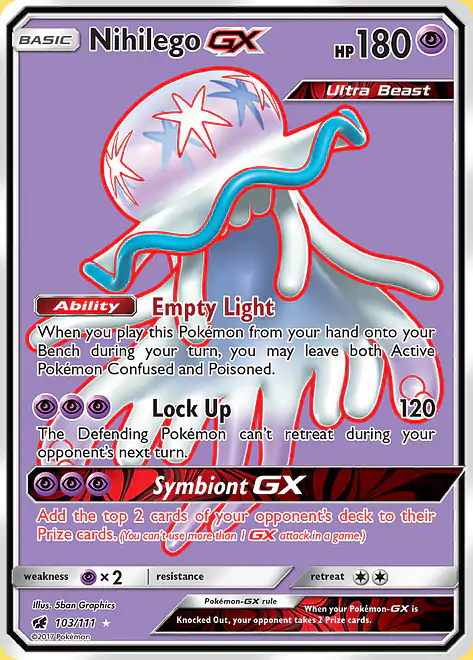 BASIC Nihilego GX HP 180
Ultra Beast
Ability Empty Light
When you play this Pokémon from your hand onto your
Bench during your turn, you may leave both Active
Pokémon Confused and Poisoned.
Lock Up 120
The Defending Pokémon can't retreat during your
opponent's next turn.
Symbiont GX
Add the top 2 cards of your opponent's deck to their
Prize cards. (You can't use more than 1 GX attack in a game.)
weakness ×2 resistance retreat
Illus. 5ban Graphics
Pokémon-GX rule
When your Pokémon-GX is
103/111
Knocked Out, your opponent takes 2 Prize cards.
©2017 Pokémon